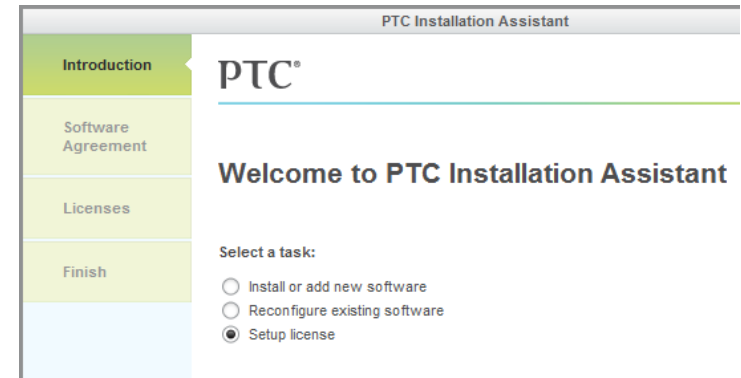 PTC Installation Assistant
Introduction
Software
Agreement
Licenses
Finish
PTC®
Welcome to PTC Installation Assistant
Select a task:
Install or add new software
Reconfigure existing software
Setup license